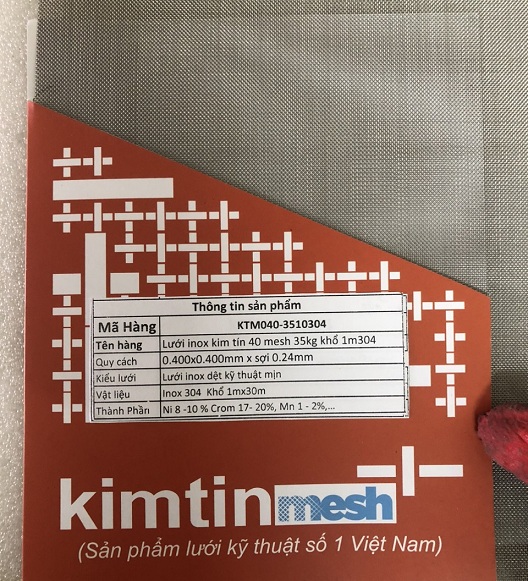 Thông tin sản phẩm
Mã Hàng KTM040-3510304
Tên hàng Lưới inox kim tín 40 mesh 35kg khổ 1m304
Quy cách 0.400x0.400mm x sợi 0.24mm
Kiểu lưới Lưới inox dệt kỹ thuật mịn
Vật liệu Inox 304 Khổ 1mx30m
Thành Phần Ni 8 -10 % Crom 17- 20%, Mn 1 - 2%,...
kimtin mesh
(Sản phẩm lưới kỹ thuật số 1 Việt Nam)